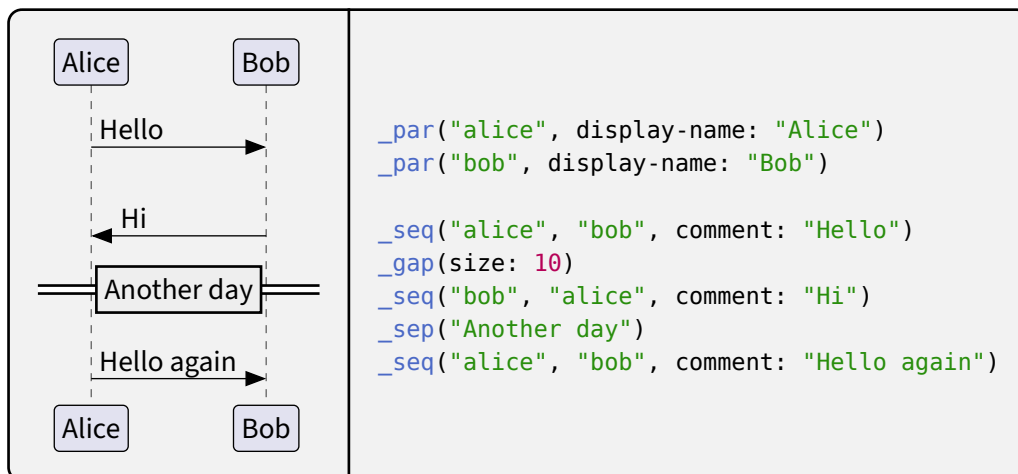 Alice Bob
Hello
Hi
Another day
Hello again
Alice Bob
_par("alice", display-name: "Alice")
_par("bob", display-name: "Bob")
_seq("alice", "bob", comment: "Hello")
_gap(size: 10)
_seq("bob", "alice", comment: "Hi")
_sep("Another day")
_seq("alice", "bob", comment: "Hello again")